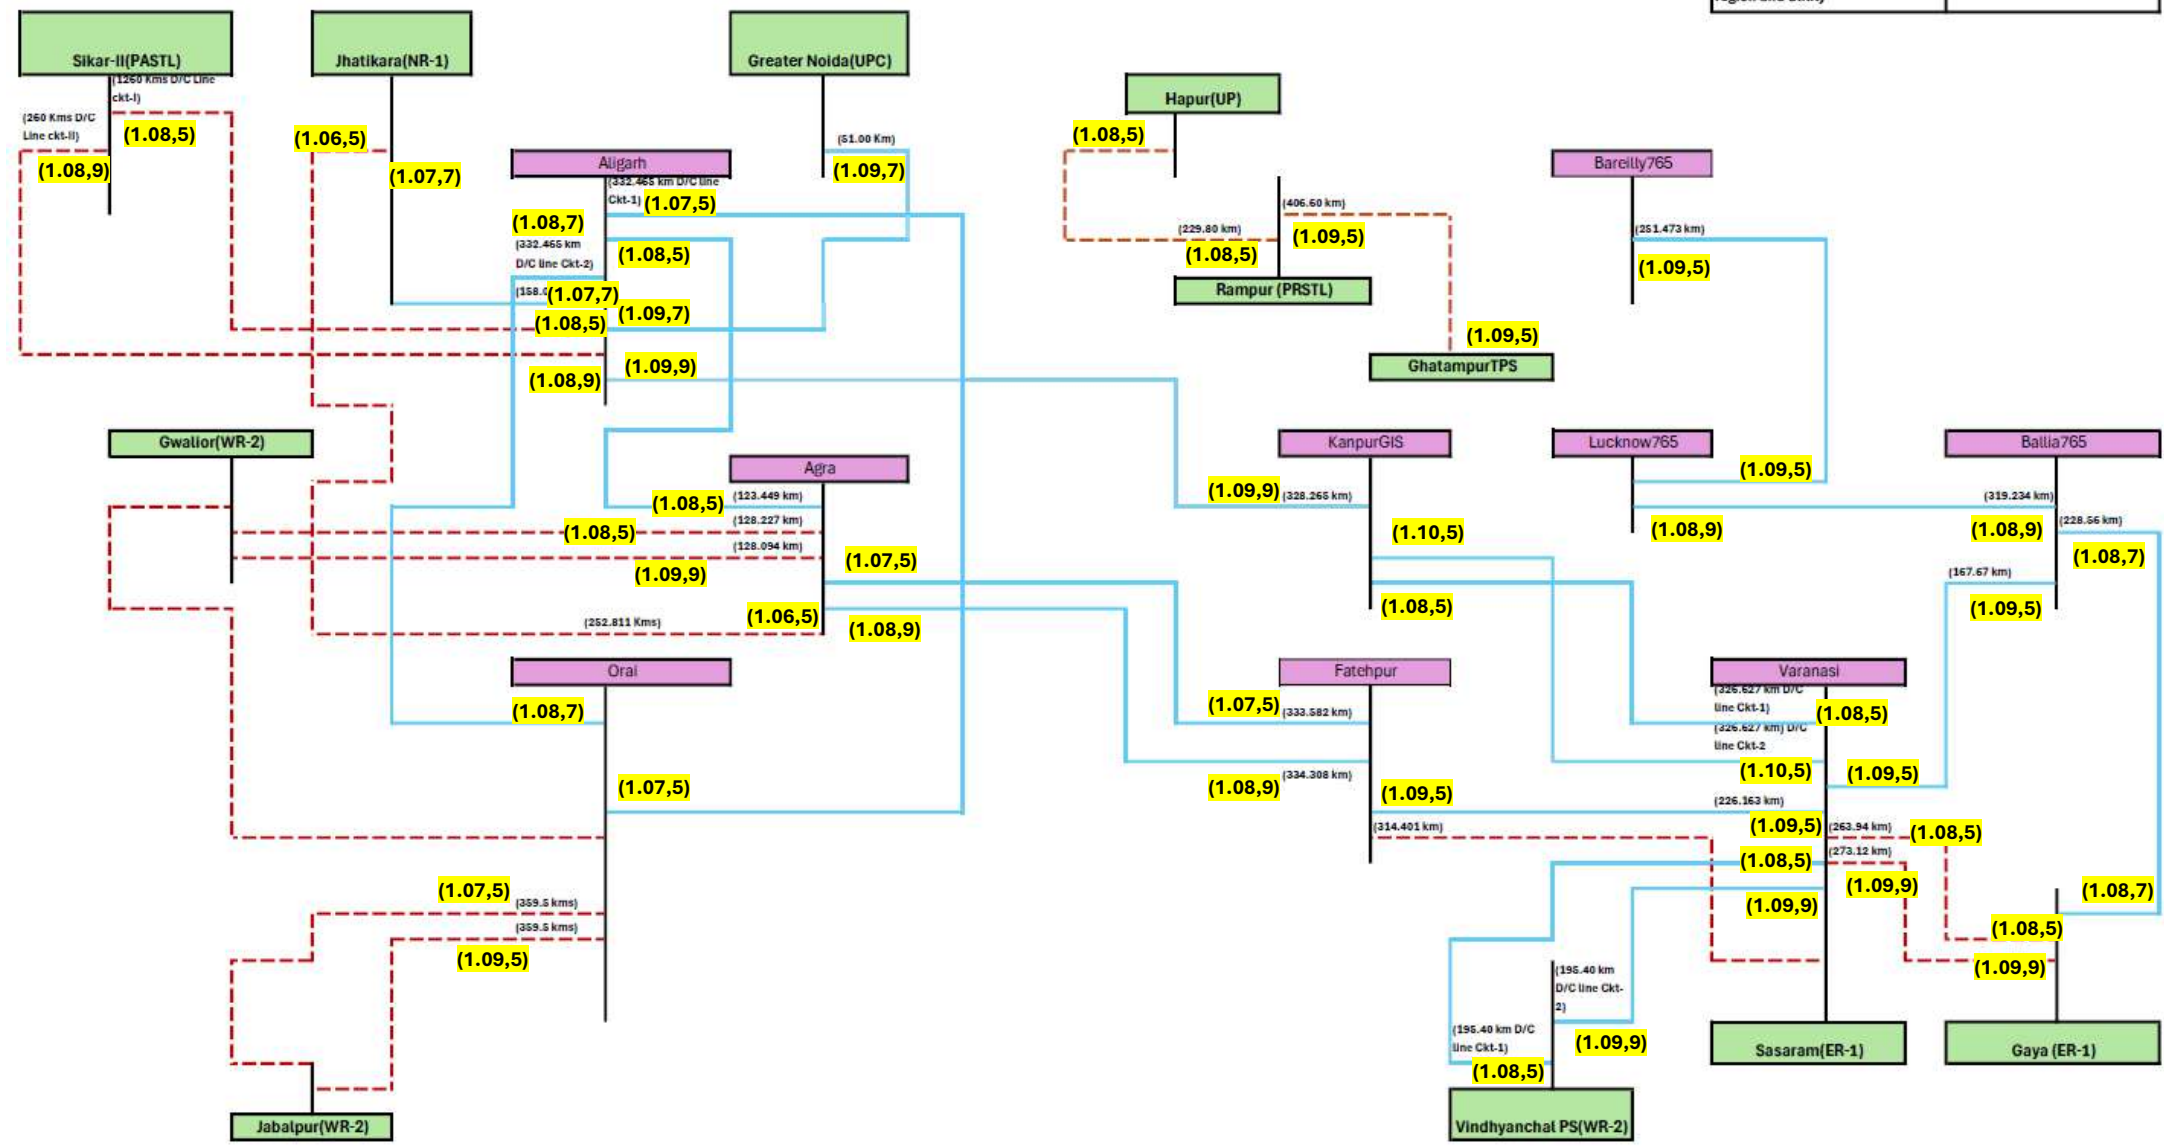 region and utility
Sikar-II(PASTL)
Jhatikara(NR-1)
Greater Noida(UPC)
(1260 Kms D/C Line
ckt-I)
(260 Kms D/C
Line ckt-II)
(1.08,5)
(1.08,9)
(1.06,5)
(1.07,7)
(51.00 Km)
(1.09,7)
Hapur(UP)
(1.08,5)
Aligarh
(332.465 km D/C line
Ckt-1)
(1.07,5)
(1.08,7)
(332.465 km
D/C line Ckt-2)
(1.08,5)
(158.0
(1.07,7)
(1.08,5)
(1.09,7)
(1.08,9)
(1.09,9)
(406.60 km)
(229.80 km)
(1.09,5)
(1.08,5)
Rampur (PRSTL)
(1.09,5)
GhatampurTPS
Bareilly765
(251.473 km)
(1.09,5)
Gwalior(WR-2)
Agra
(1.08,5)
(123.449 km)
(128.227 km)
(1.08,5)
(128.094 km)
(1.09,9)
(1.07,5)
(252.811 Kms)
(1.06,5)
(1.08,9)
KanpurGIS
(1.09,9)
(328.265 km)
(1.10,5)
(1.08,5)
Lucknow765
(1.09,5)
(1.08,9)
Ballia765
(319.234 km)
(1.08,9)
(228.56 km)
(1.08,7)
(167.67 km)
(1.09,5)
Orai
(1.08,7)
(1.07,5)
(1.07,5)
(359.5 kms)
(359.5 kms)
(1.09,5)
Fatehpur
(1.07,5)
(333.582 km)
(1.08,9)
(334.308 km)
(1.09,5)
(314.401 km)
Varanasi
(326.627 km D/C
line Ckt-1)
(1.08,5)
(326.627 km) D/C
line Ckt-2
(1.10,5)
(1.09,5)
(226.163 km)
(1.09,5)
(263.94 km)
(1.08,5)
(1.08,5)
(273.12 km)
(1.09,9)
(1.09,9)
(1.08,7)
(1.08,5)
(1.09,9)
(195.40 km
D/C line Ckt-
2)
(195.40 km D/C
line Ckt-1)
(1.09,9)
(1.08,5)
Sasaram(ER-1)
Gaya (ER-1)
Jabalpur(WR-2)
Vindhyanchal PS(WR-2)